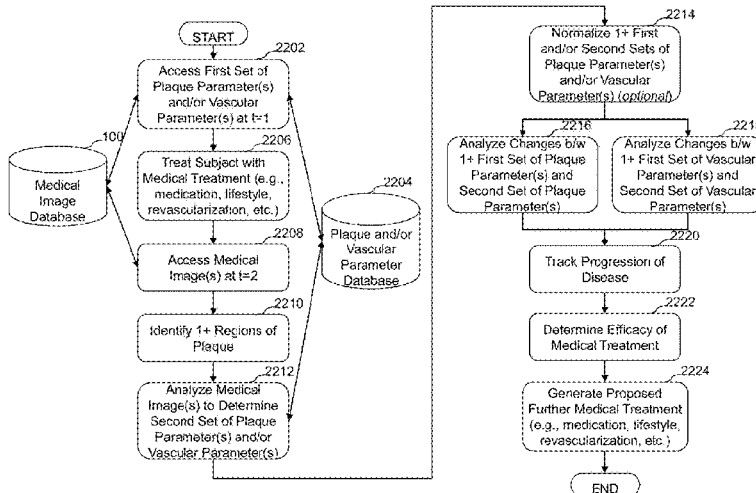 START
2202
Access First Set of
Plaque Parameter(s)
and/or Vascular
Parameter(s) at t=1
100
Medical
Image
Database
2206
Treat Subject with
Medical Treatment (e.g.,
medication, lifestyle,
revascularization, etc.)
2204
Plaque and/or
Vascular
Parameter
Database
2208
Access Medical
Image(s) at t=2
2210
Identify 1+ Regions of
Plaque
2212
Analyze Medical
Image(s) to Determine
Second Set of Plaque
Parameter(s) and/or
Vascular Parameter(s)
2214
Normalize 1+ First
and/or Second Sets of
Plaque Parameter(s)
and/or Vascular
Parameter(s) (optional)
2216
Analyze Changes b/w
1+ First Set of Plaque
Parameter(s) and
Second Set of Plaque
Parameter(s)
221
Analyze Changes b/w
1+ First Set of Vascular
Parameter(s) and
Second Set of Vascular
Parameter(s)
2220
Track Progression of
Disease
2222
Determine Efficacy of
Medical Treatment
2224
Generate Proposed
Further Medical Treatment
(e.g., medication, lifestyle,
revascularization, etc.)
END